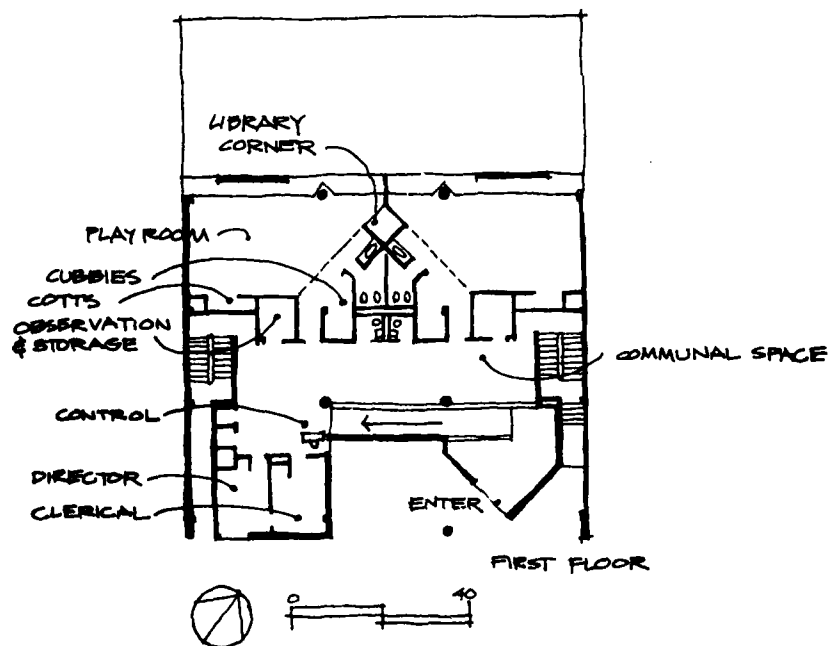 LIBRARY
CORNER
PLAY ROOM
CUBBIES
COTTS
OBSERVATION
& STORAGE
COMMUNAL SPACE
CONTROL
DIRECTOR
CLERICAL
ENTER
FIRST FLOOR
0 40